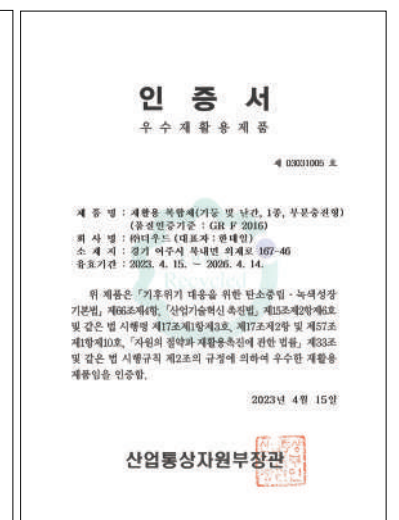 인 증 서
우 수 재 활 용 제 품
제 03031005 호
제 품 명 : 재활용 복합재(기둥 및 난간, 1종, 부분충전형)
(품질인증기준 : GR F 2016)
회 사 명 : ㈜더우드 (대표자 : 한대일)
소 재 지 : 경기 여주시 북내면 외재로 167-46
유효기간 : 2023. 4. 15. ~ 2026. 4. 14.
위 제품은 「기후위기 대응을 위한 탄소중립 · 녹색성장
기본법」 제66조제4항, 「산업기술혁신 촉진법」 제15조제2항제6호
및 같은 법 시행령 제17조제1항제3호, 제17조제2항 및 제57조
제1항제10호, 「자원의 절약과 재활용촉진에 관한 법률」 제33조
및 같은 법 시행규칙 제2조의 규정에 의하여 우수한 재활용
제품임을 인증함.
2023년 4월 15일
산업통상자원부장관